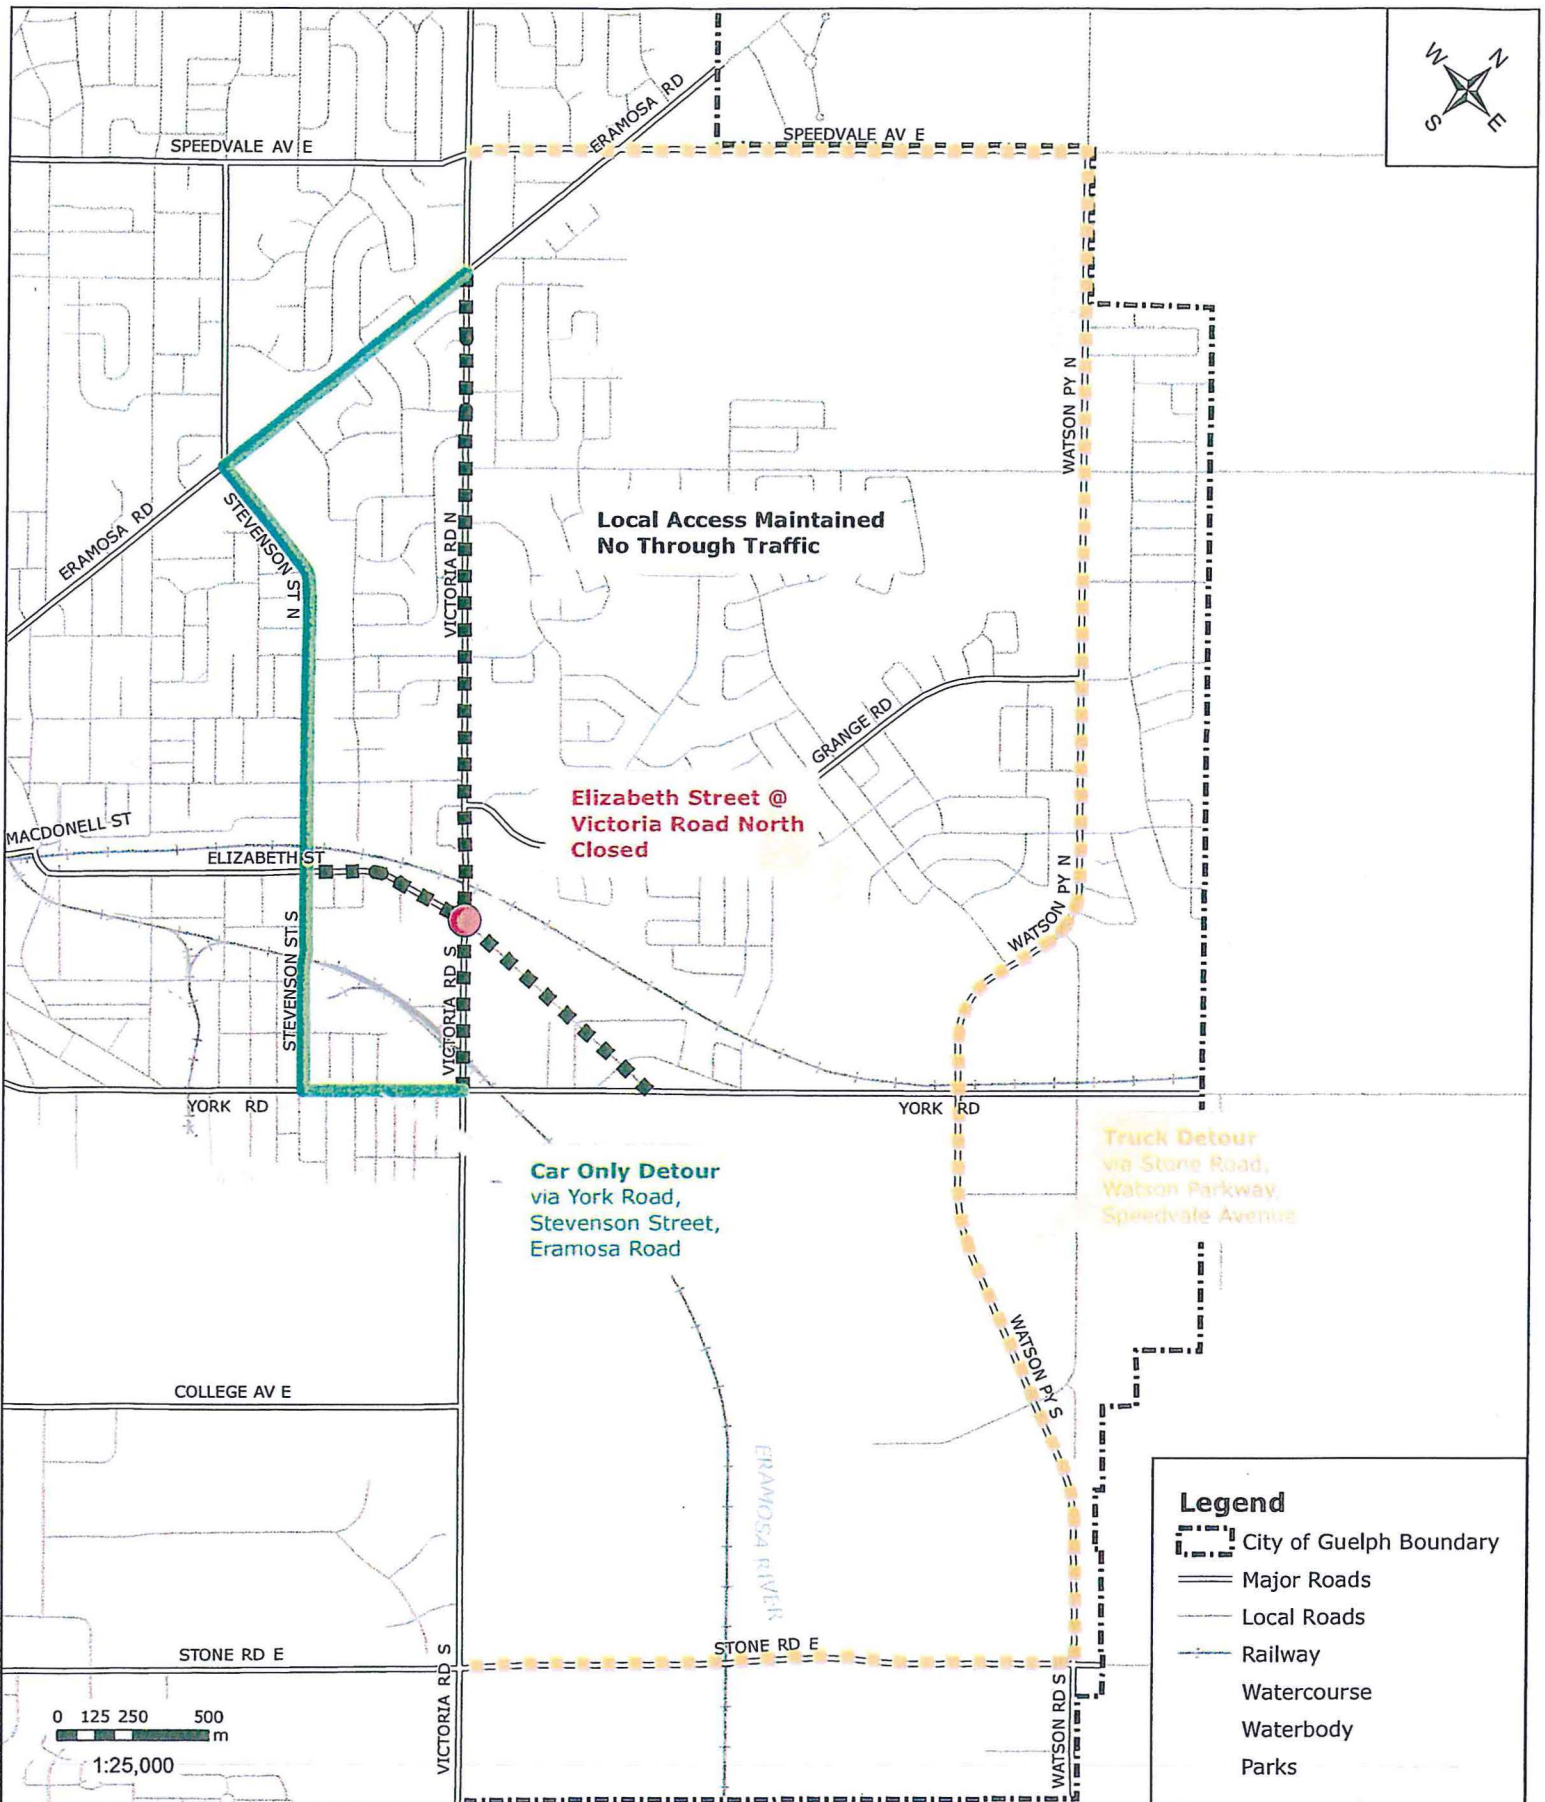 W
N
S
E
SPEEDVALE AV E
ERAMOSA RD
SPEEDVALE AV E
WATSON PY N
ERAMOSA RD
STEVENSON ST N
VICTORIA RD N
Local Access Maintained
No Through Traffic
GRANGE RD
Elizabeth Street @
Victoria Road North
Closed
MACDONELL ST
ELIZABETH ST
WATSON PY N
STEVENSON ST S
VICTORIA RD S
YORK RD
YORK RD
Car Only Detour
via York Road,
Stevenson Street,
Eramosa Road
Truck Detour
via Stone Road,
Watson Parkway,
Speedvale Avenue
WATSON PY S
COLLEGE AV E
ERAMOSA RIVER
STONE RD E
STONE RD E
VICTORIA RD S
WATSON RD S
0 125 250 500
m
1:25,000
Legend
City of Guelph Boundary
Major Roads
Local Roads
Railway
Watercourse
Waterbody
Parks